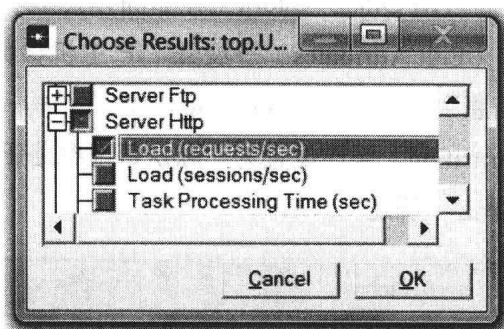 Choose Results: top.U...
Server Ftp
Server Http
Load (requests/sec)
Load (sessions/sec)
Task Processing Time (sec)
Cancel OK